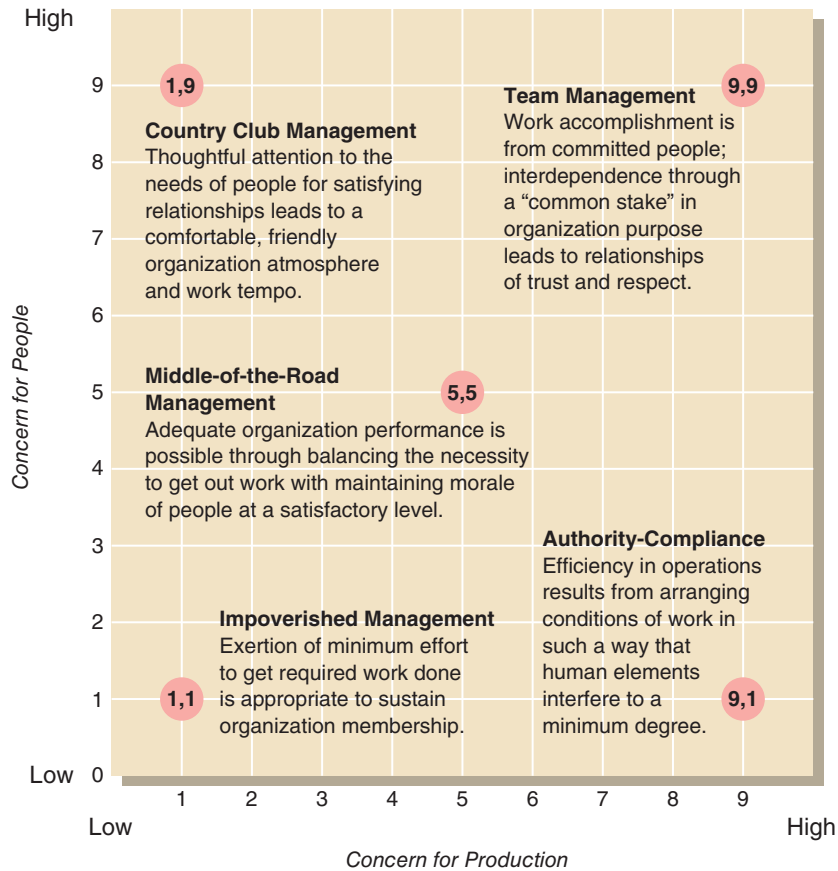 High
9
1,9
Country Club Management
Thoughtful attention to the
needs of people for satisfying
relationships leads to a
comfortable, friendly
organization atmosphere
and work tempo.
9,9
Team Management
Work accomplishment is
from committed people;
interdependence through
a “common stake” in
organization purpose
leads to relationships
of trust and respect.
8
7
6
Concern for People
5
Middle-of-the-Road
Management
5,5
Adequate organization performance is
possible through balancing the necessity
to get out work with maintaining morale
of people at a satisfactory level.
4
3
Authority-Compliance
Efficiency in operations
results from arranging
conditions of work in
such a way that
human elements
interfere to a
minimum degree.
9,1
2
Impoverished Management
Exertion of minimum effort
to get required work done
is appropriate to sustain
organization membership.
1
1,1
Low
0
1 2 3 4 5 6 7 8 9
Low
High
Concern for Production